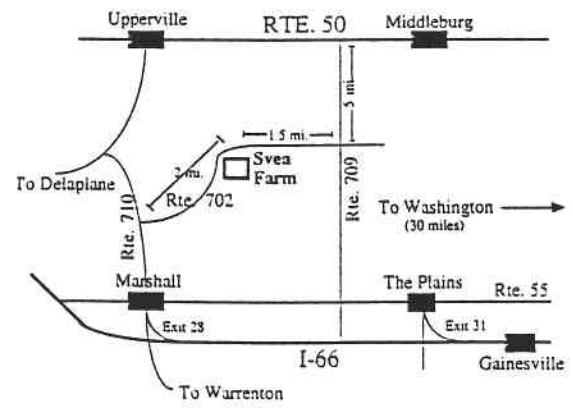 Upperville
RTE. 50
Middleburg
5 mi.
1.5 mi.
2 mi.
Svea
Farm
To Delaplane
Rte. 702
Rte. 710
Rte. 709
To Washington
(30 miles)
Marshall
The Plains
Rte. 55
Exit 28
Exit 31
I-66
Gainesville
To Warrenton